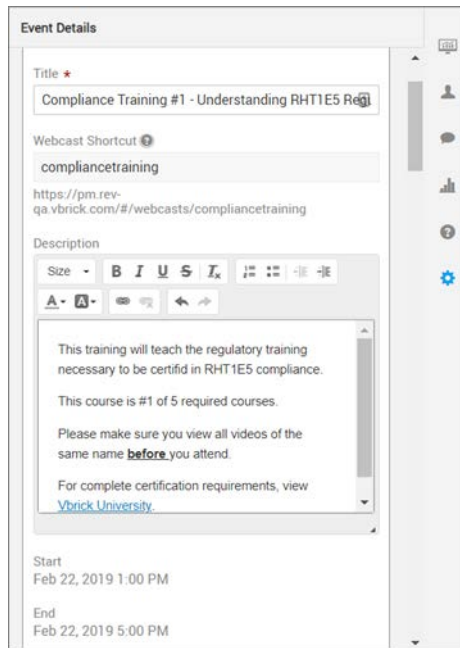 Event Details
Title *
Compliance Training #1 - Understanding RHT1E5 Regu
Webcast Shortcut
compliancetraining
https://pm.rev-
qa.vbrick.com/#/webcasts/compliancetraining
Description
Size
B I U S Ix
A A
This training will teach the regulatory training
necessary to be certifid in RHT1E5 compliance.
This course is #1 of 5 required courses.
Please make sure you view all videos of the
same name before you attend.
For complete certification requirements, view
Vbrick University.
Start
Feb 22, 2019 1:00 PM
End
Feb 22, 2019 5:00 PM